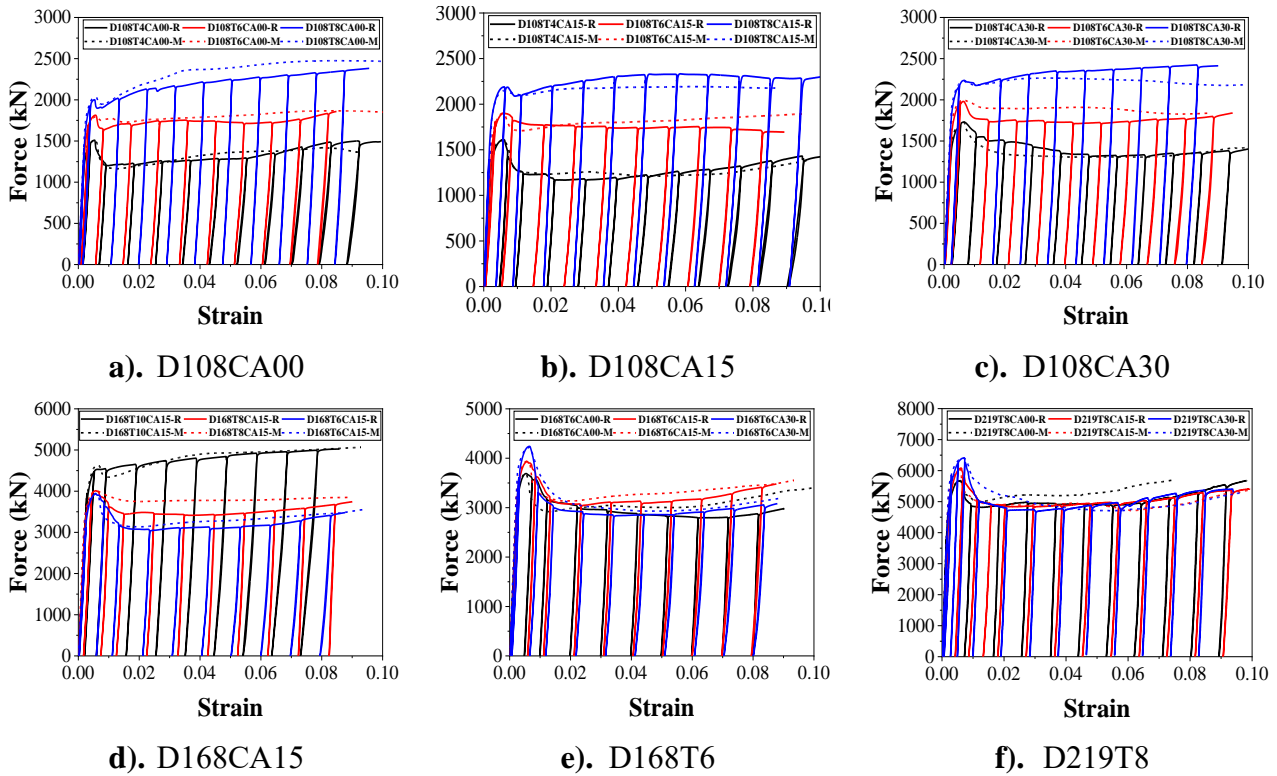 D108T4CA00-R D108T6CA00-R D108T8CA00-R
D108T4CA00-M D108T6CA00-M D108T8CA00-M
Force (kN)
3000
2500
2000
1500
1000
500
0
0.00 0.02 0.04 0.06 0.08 0.10
Strain
a). D108CA00
D108T4CA15-R D108T6CA15-R D108T8CA15-R
D108T4CA15-M D108T6CA15-M D108T8CA15-M
Force (kN)
3000
2500
2000
1500
1000
500
0
0.00 0.02 0.04 0.06 0.08 0.10
Strain
b). D108CA15
D108T4CA30-R D108T6CA30-R D108T8CA30-R
D108T4CA30-M D108T6CA30-M D108T8CA30-M
Force (kN)
3000
2500
2000
1500
1000
500
0
0.00 0.02 0.04 0.06 0.08 0.10
Strain
c). D108CA30
D168T10CA15-R D168T8CA15-R D168T6CA15-R
D168T10CA15-M D168T8CA15-M D168T6CA15-M
Force (kN)
6000
5000
4000
3000
2000
1000
0
0.00 0.02 0.04 0.06 0.08 0.10
Strain
d). D168CA15
D168T6CA00-R D168T6CA15-R D168T6CA30-R
D168T6CA00-M D168T6CA15-M D168T6CA30-M
Force (kN)
5000
4000
3000
2000
1000
0
0.00 0.02 0.04 0.06 0.08 0.10
Strain
e). D168T6
D219T8CA00-R D219T8CA15-R D219T8CA30-R
D219T8CA00-M D219T8CA15-M D219T8CA30-M
Force (kN)
8000
7000
6000
5000
4000
3000
2000
1000
0
0.00 0.02 0.04 0.06 0.08 0.10
Strain
f). D219T8